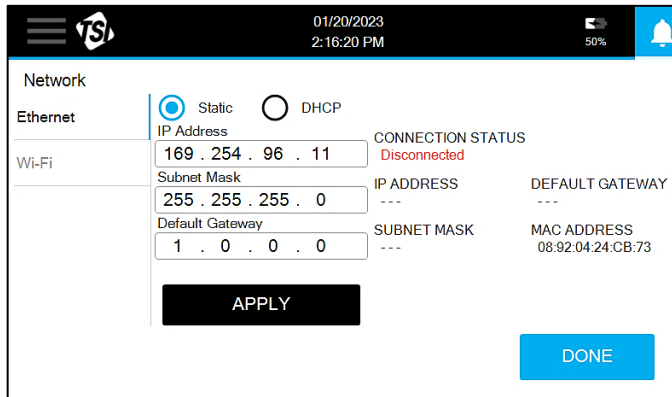 TSI
01/20/2023
2:16:20 PM
50%
Network
Ethernet
Wi-Fi
Static DHCP
IP Address
169 . 254 . 96 . 11
Subnet Mask
255 . 255 . 255 . 0
Default Gateway
1 . 0 . 0 . 0
APPLY
CONNECTION STATUS
Disconnected
IP ADDRESS DEFAULT GATEWAY
--- ---
SUBNET MASK MAC ADDRESS
--- 08:92:04:24:CB:73
DONE